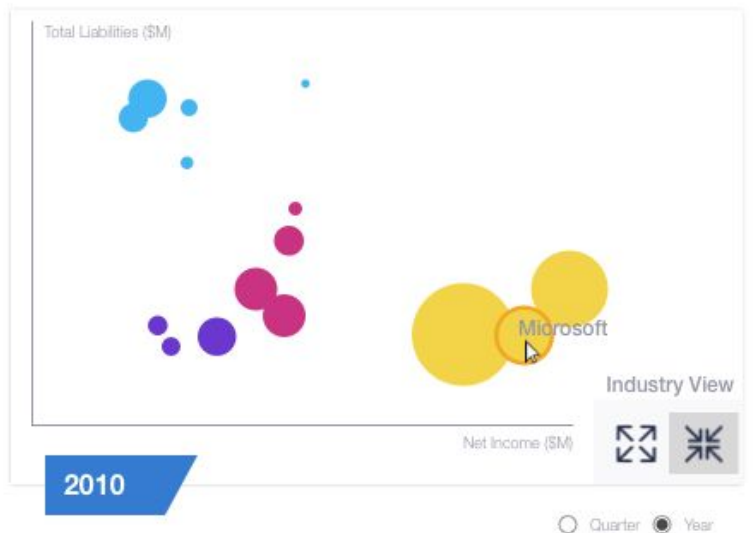 Total Liabilities ($M)
Microsoft
Industry View
Net Income ($M)
2010
Quarter
Year